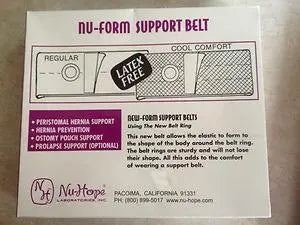 NU-FORM SUPPORT BELT
REGULAR
COOL COMFORT
LATEX
FREE
• PERISTOMAL HERNIA SUPPORT
• HERNIA PREVENTION
• OSTOMY POUCH SUPPORT
• PROLAPSE SUPPORT (OPTIONAL)
NEW-FORM SUPPORT BELTS
Using The New Belt Ring
This new belt allows the elastic to form to
the shape of the body around the belt ring.
The belt rings are sturdy and will not lose
their shape. All this adds to the comfort
of wearing a support belt.
NH
Nu-Hope
LABORATORIES, INC.
PACOIMA, CALIFORNIA 91331
PH: (800) 899-5017 www.nu-hope.com